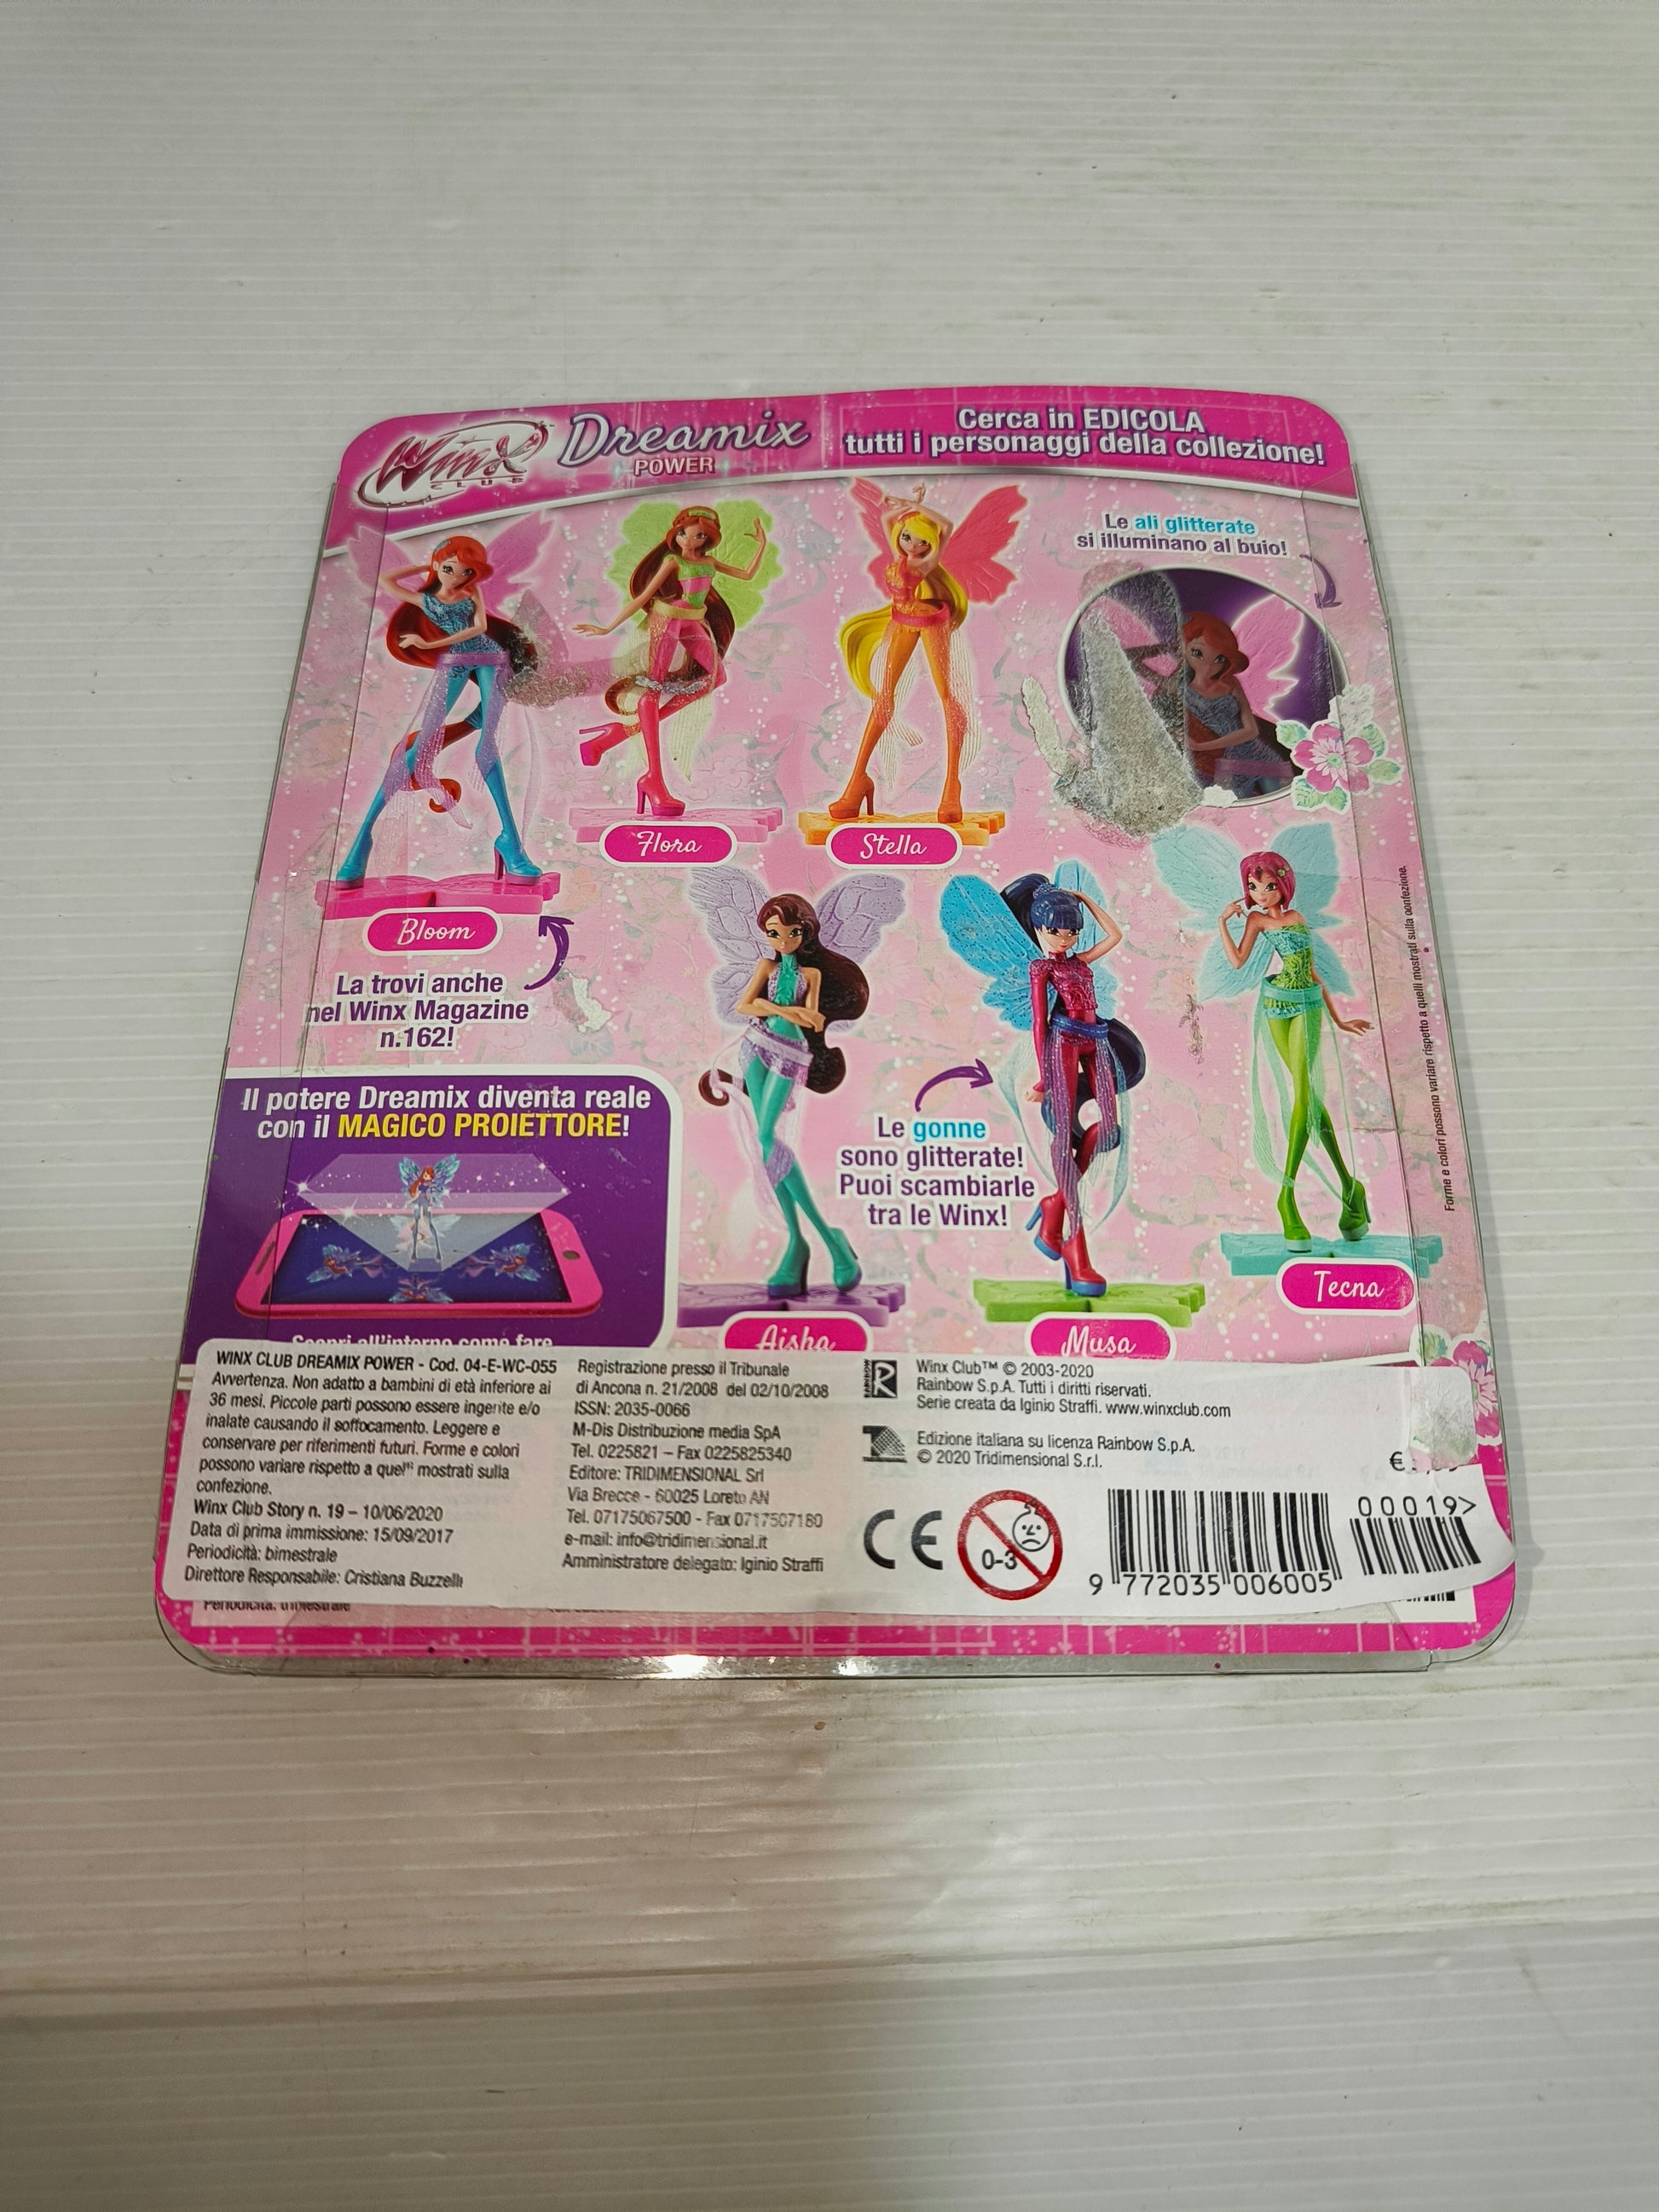 Winx
CLUB
Dreamix
POWER
Cerca in EDICOLA
tutti i personaggi della collezione!
Le ali glitterate
si illuminano al buio!
Flora
Stella
Bloom
La trovi anche
nel Winx Magazine
n.162!
Il potere Dreamix diventa reale
con il MAGICO PROIETTORE!
Scopri all'interno come fare
Le gonne
sono glitterate!
Puoi scambiarle
tra le Winx!
Aisha
Musa
Tecna
Forme e colori possono variare rispetto a quelli mostrati sulla confezione.
WINX CLUB DREAMIX POWER - Cod. 04-E-WC-055
Avvertenza. Non adatto a bambini di età inferiore ai
36 mesi. Piccole parti possono essere ingerite e/o
inalate causando il soffocamento. Leggere e
conservare per riferimenti futuri. Forme e colori
possono variare rispetto a mostrati sulla
confezione.
Winx Club Story n. 19 – 10/06/2020
Data di prima immissione: 15/09/2017
Periodicità: bimestrale
Direttore Responsabile: Cristiana Buzzelli
Periodicità: trimestrale
Registrazione presso il Tribunale
di Ancona n. 21/2008 del 02/10/2008
ISSN: 2035-0066
M-Dis Distribuzione media SpA
Tel. 0225821 – Fax 0225825340
Editore: TRIDIMENSIONAL Srl
Via Brecce - 60025 Loreto AN
Tel. 07175067500 - Fax 0717507180
e-mail: info@tridimensional.it
Amministratore delegato: Iginio Straffi
RAINBOW
Winx Club™ © 2003-2020
Rainbow S.p.A. Tutti i diritti riservati.
Serie creata da Iginio Straffi. www.winxclub.com
Edizione italiana su licenza Rainbow S.p.A.
© 2020 Tridimensional S.r.l.
€
CE
0-3
9 772035 006005
00019>